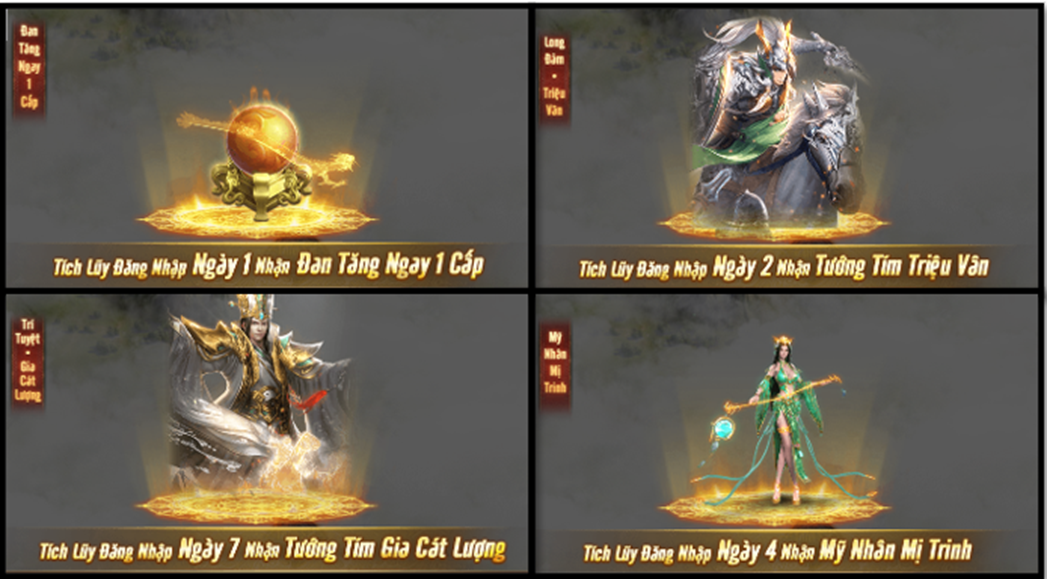 Đan
Tăng
Ngay
1
Cấp
Tích Lũy Đăng Nhập Ngày 1 Nhận Đan Tăng Ngay 1 Cấp
Long
Đảm
•
Triệu
Vân
Tích Lũy Đăng Nhập Ngày 2 Nhận Tướng Tím Triệu Vân
Trí
Tuyệt
•
Gia
Cát
Lượng
Tích Lũy Đăng Nhập Ngày 7 Nhận Tướng Tím Gia Cát Lượng
Mỹ
Nhân
Mị
Trinh
Tích Lũy Đăng Nhập Ngày 4 Nhận Mỹ Nhân Mị Trinh